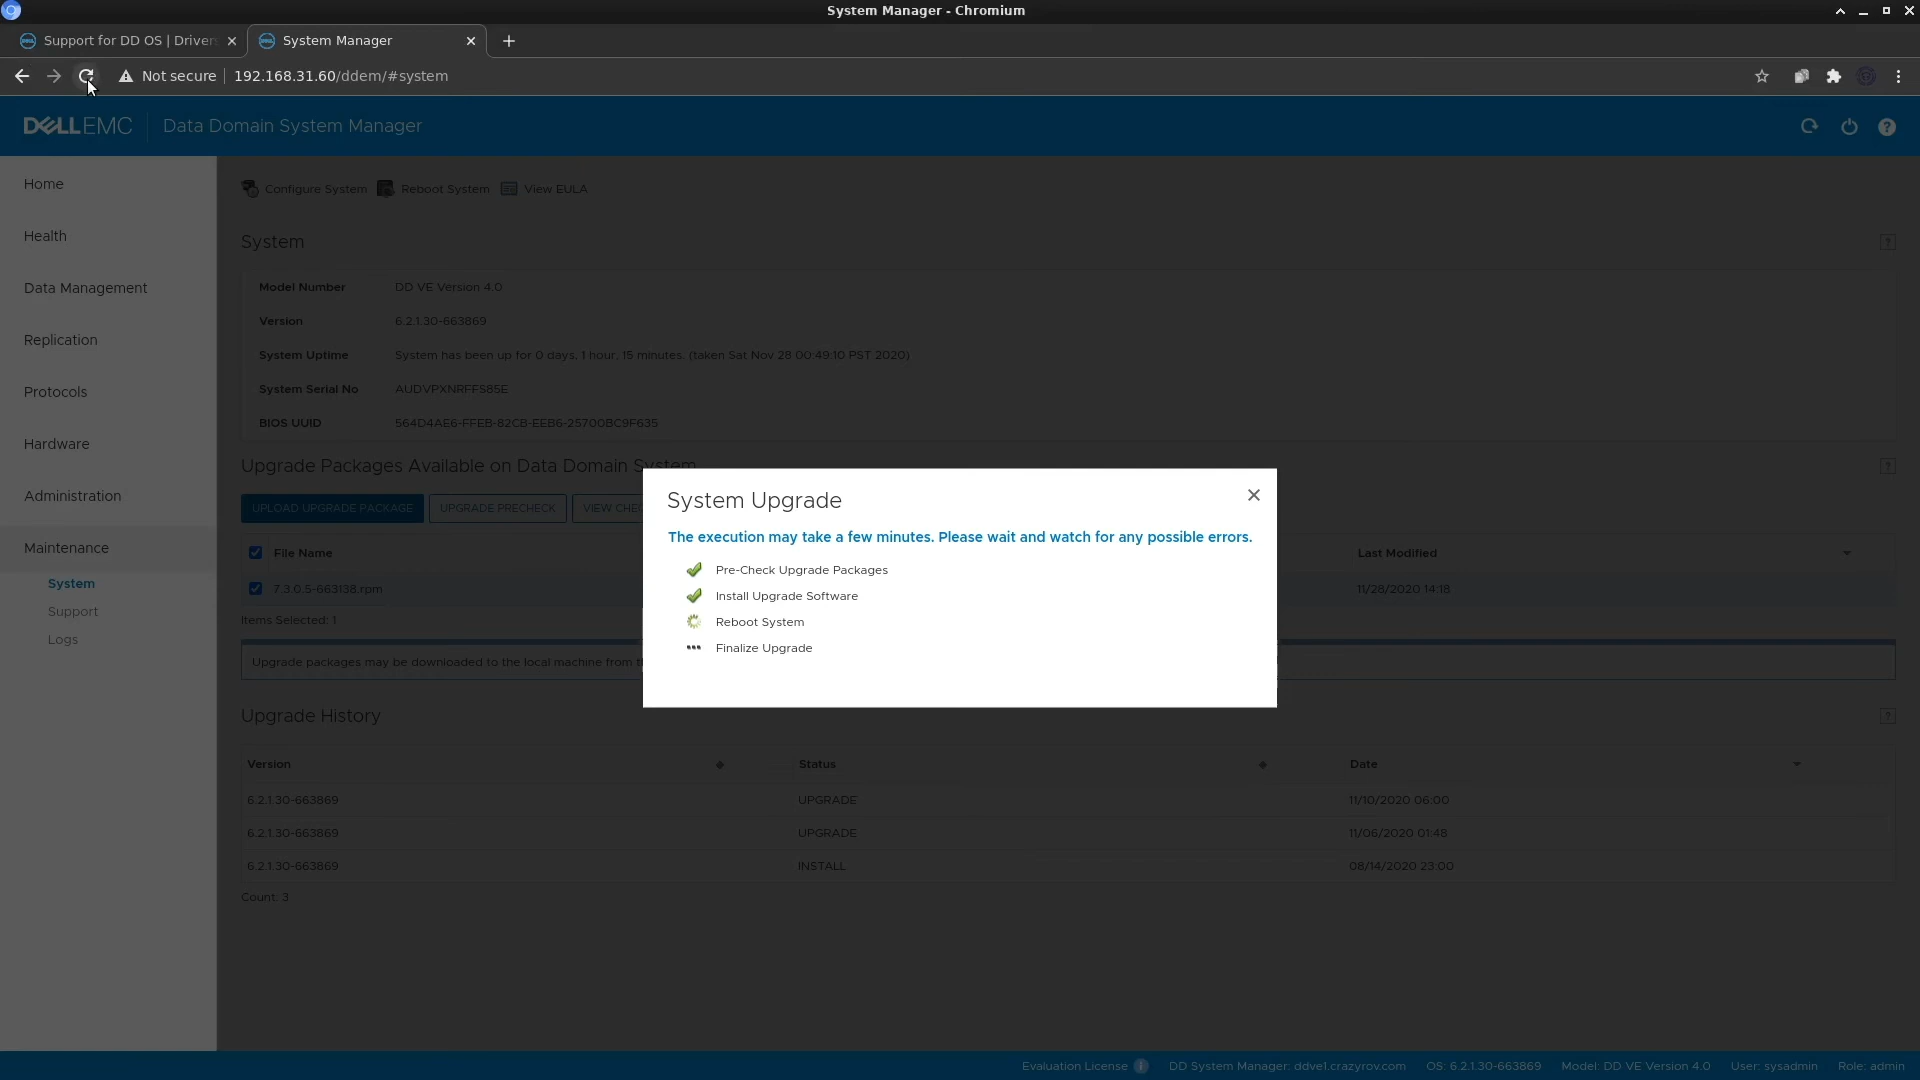 System Manager - Chromium
Support for DD OS | Driver
System Manager
Not secure
192.168.31.60/ddem/#system
DELLEMC
Data Domain System Manager
Home
Health
Data Management
Replication
Protocols
Hardware
Administration
Maintenance
System
Support
Logs
Configure System
Reboot System
View EULA
System
Model Number DD VE Version 4.0
Version 6.2.1.30-663869
System Uptime System has been up for 0 days, 1 hour, 15 minutes. (taken Sat Nov 28 00:49:10 PST 2020)
System Serial No AUDVPXNRFFS85E
BIOS UUID 564D4AE6-FFEB-82CB-EEB6-25700BC9F635
Upgrade Packages Available on Data Domain System
UPLOAD UPGRADE PACKAGE
UPGRADE PRECHECK
VIEW CHE
File Name
Last Modified
7.3.0.5-663138.rpm
11/28/2020 14:18
Items Selected: 1
Upgrade packages may be downloaded to the local machine from th
System Upgrade
The execution may take a few minutes. Please wait and watch for any possible errors.
Pre-Check Upgrade Packages
Install Upgrade Software
Reboot System
Finalize Upgrade
Upgrade History
Version Status Date
6.2.1.30-663869 UPGRADE 11/10/2020 06:00
6.2.1.30-663869 UPGRADE 11/06/2020 01:48
6.2.1.30-663869 INSTALL 08/14/2020 23:00
Count: 3
Evaluation License
DD System Manager: ddve1.crazyrov.com
OS: 6.2.1.30-663869
Model: DD VE Version 4.0
User: sysadmin
Role: admin